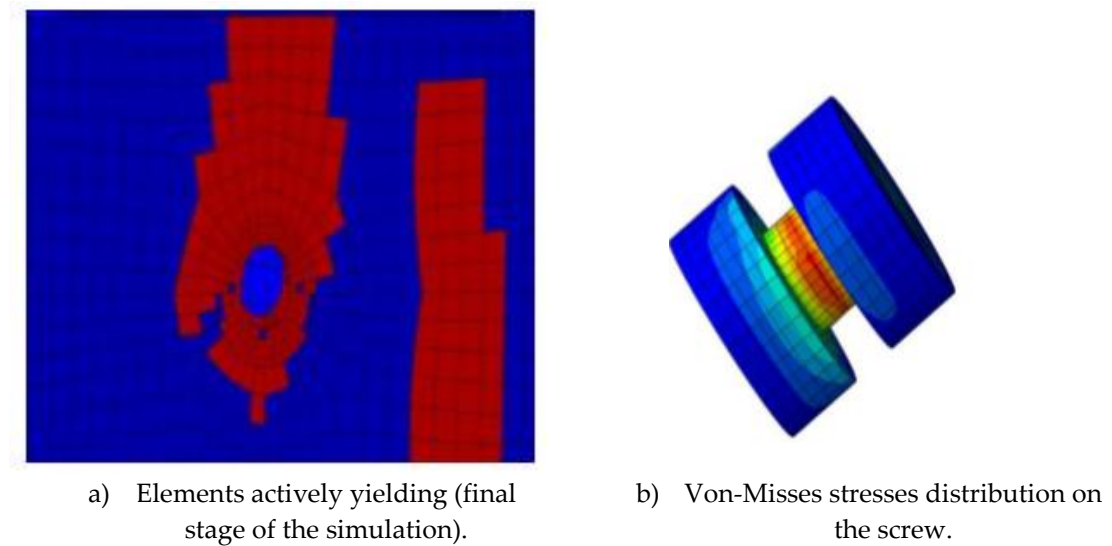 a) Elements actively yielding (final
stage of the simulation).
b) Von-Misses stresses distribution on
the screw.